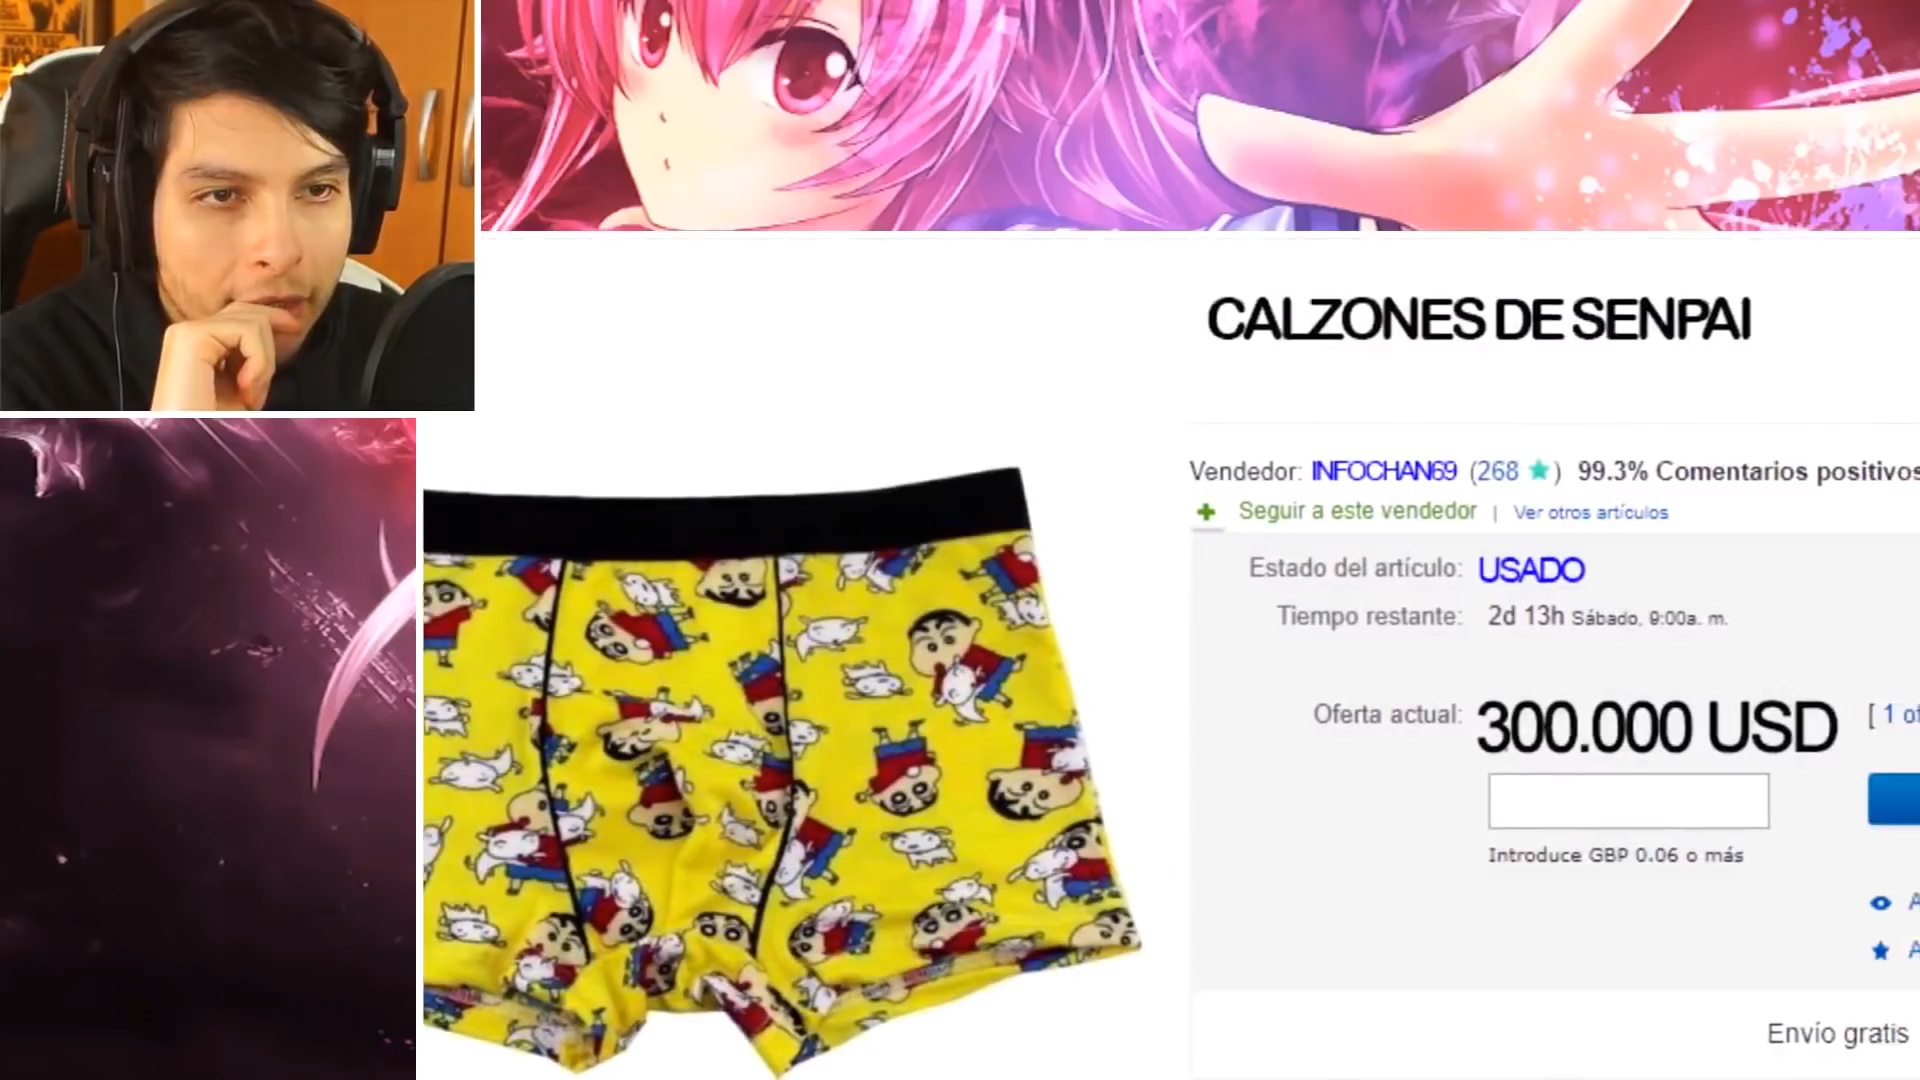 CALZONES DE SENPAI
Vendedor: INFOCHAN69 (268 ★) 99.3% Comentarios positivos
+ Seguir a este vendedor | Ver otros artículos
Estado del artículo: USADO
Tiempo restante: 2d 13h Sábado, 9:00a. m.
Oferta actual: 300.000 USD [ 1 of
Introduce GBP 0.06 o más
A
A
Envío gratis